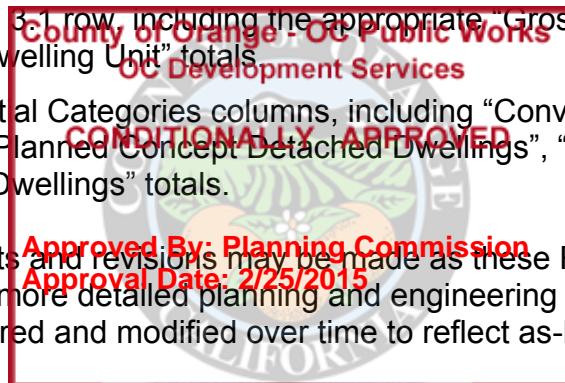 3.1 row, including the appropriate "Gros
County of Orange - OC Public Works
welling Unit" totals.
OC Development Services
tial Categories columns, including "Conv
CONDITIONALLY APPROVED
Planned Concept Detached Dwellings", "
Dwellings" totals.
Approved By: Planning Commission
ts and revisions may be made as these
Approval Date: 2/25/2015
more detailed planning and engineering
red and modified over time to reflect as-
CALIFORNIA